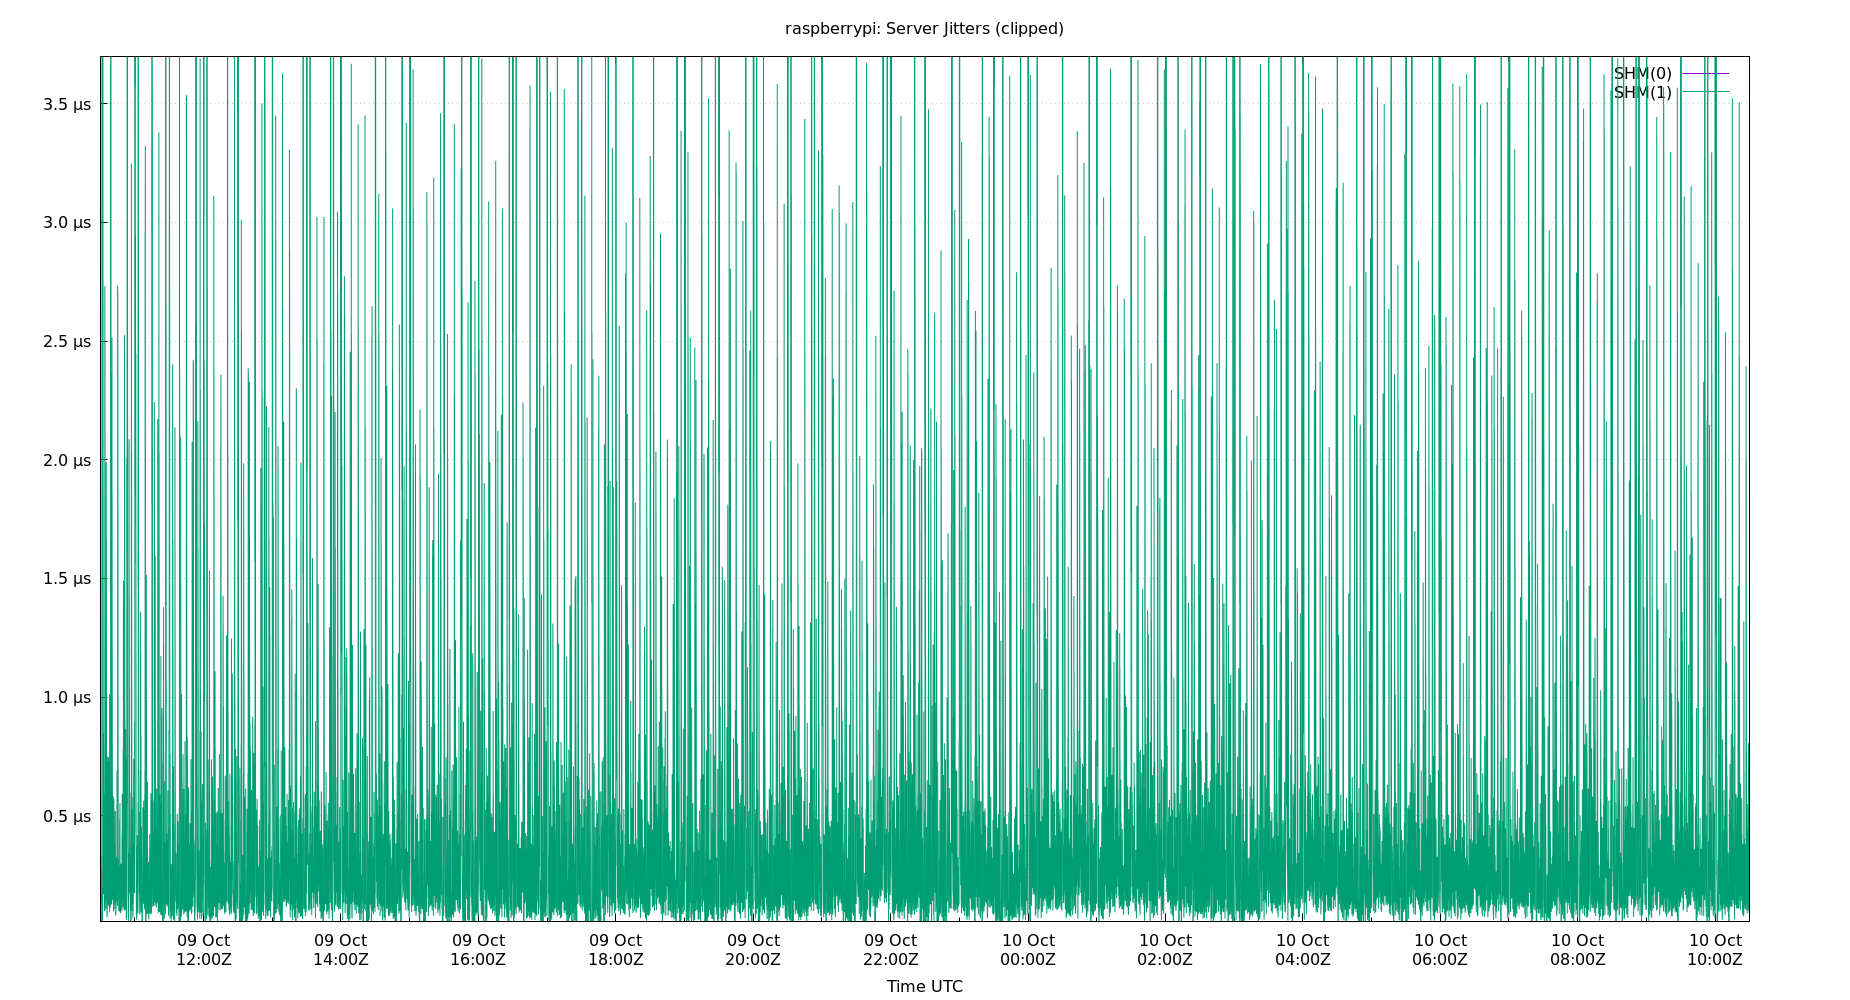 raspberrypi: Server Jitters (clipped)
SHM(0)
SHM(1)
3.5 μs
3.0 μs
2.5 μs
2.0 μs
1.5 μs
1.0 μs
0.5 μs
09 Oct 09 Oct 09 Oct 09 Oct 09 Oct 09 Oct 10 Oct 10 Oct 10 Oct 10 Oct 10 Oct 10 Oct
12:00Z 14:00Z 16:00Z 18:00Z 20:00Z 22:00Z 00:00Z 02:00Z 04:00Z 06:00Z 08:00Z 10:00Z
Time UTC